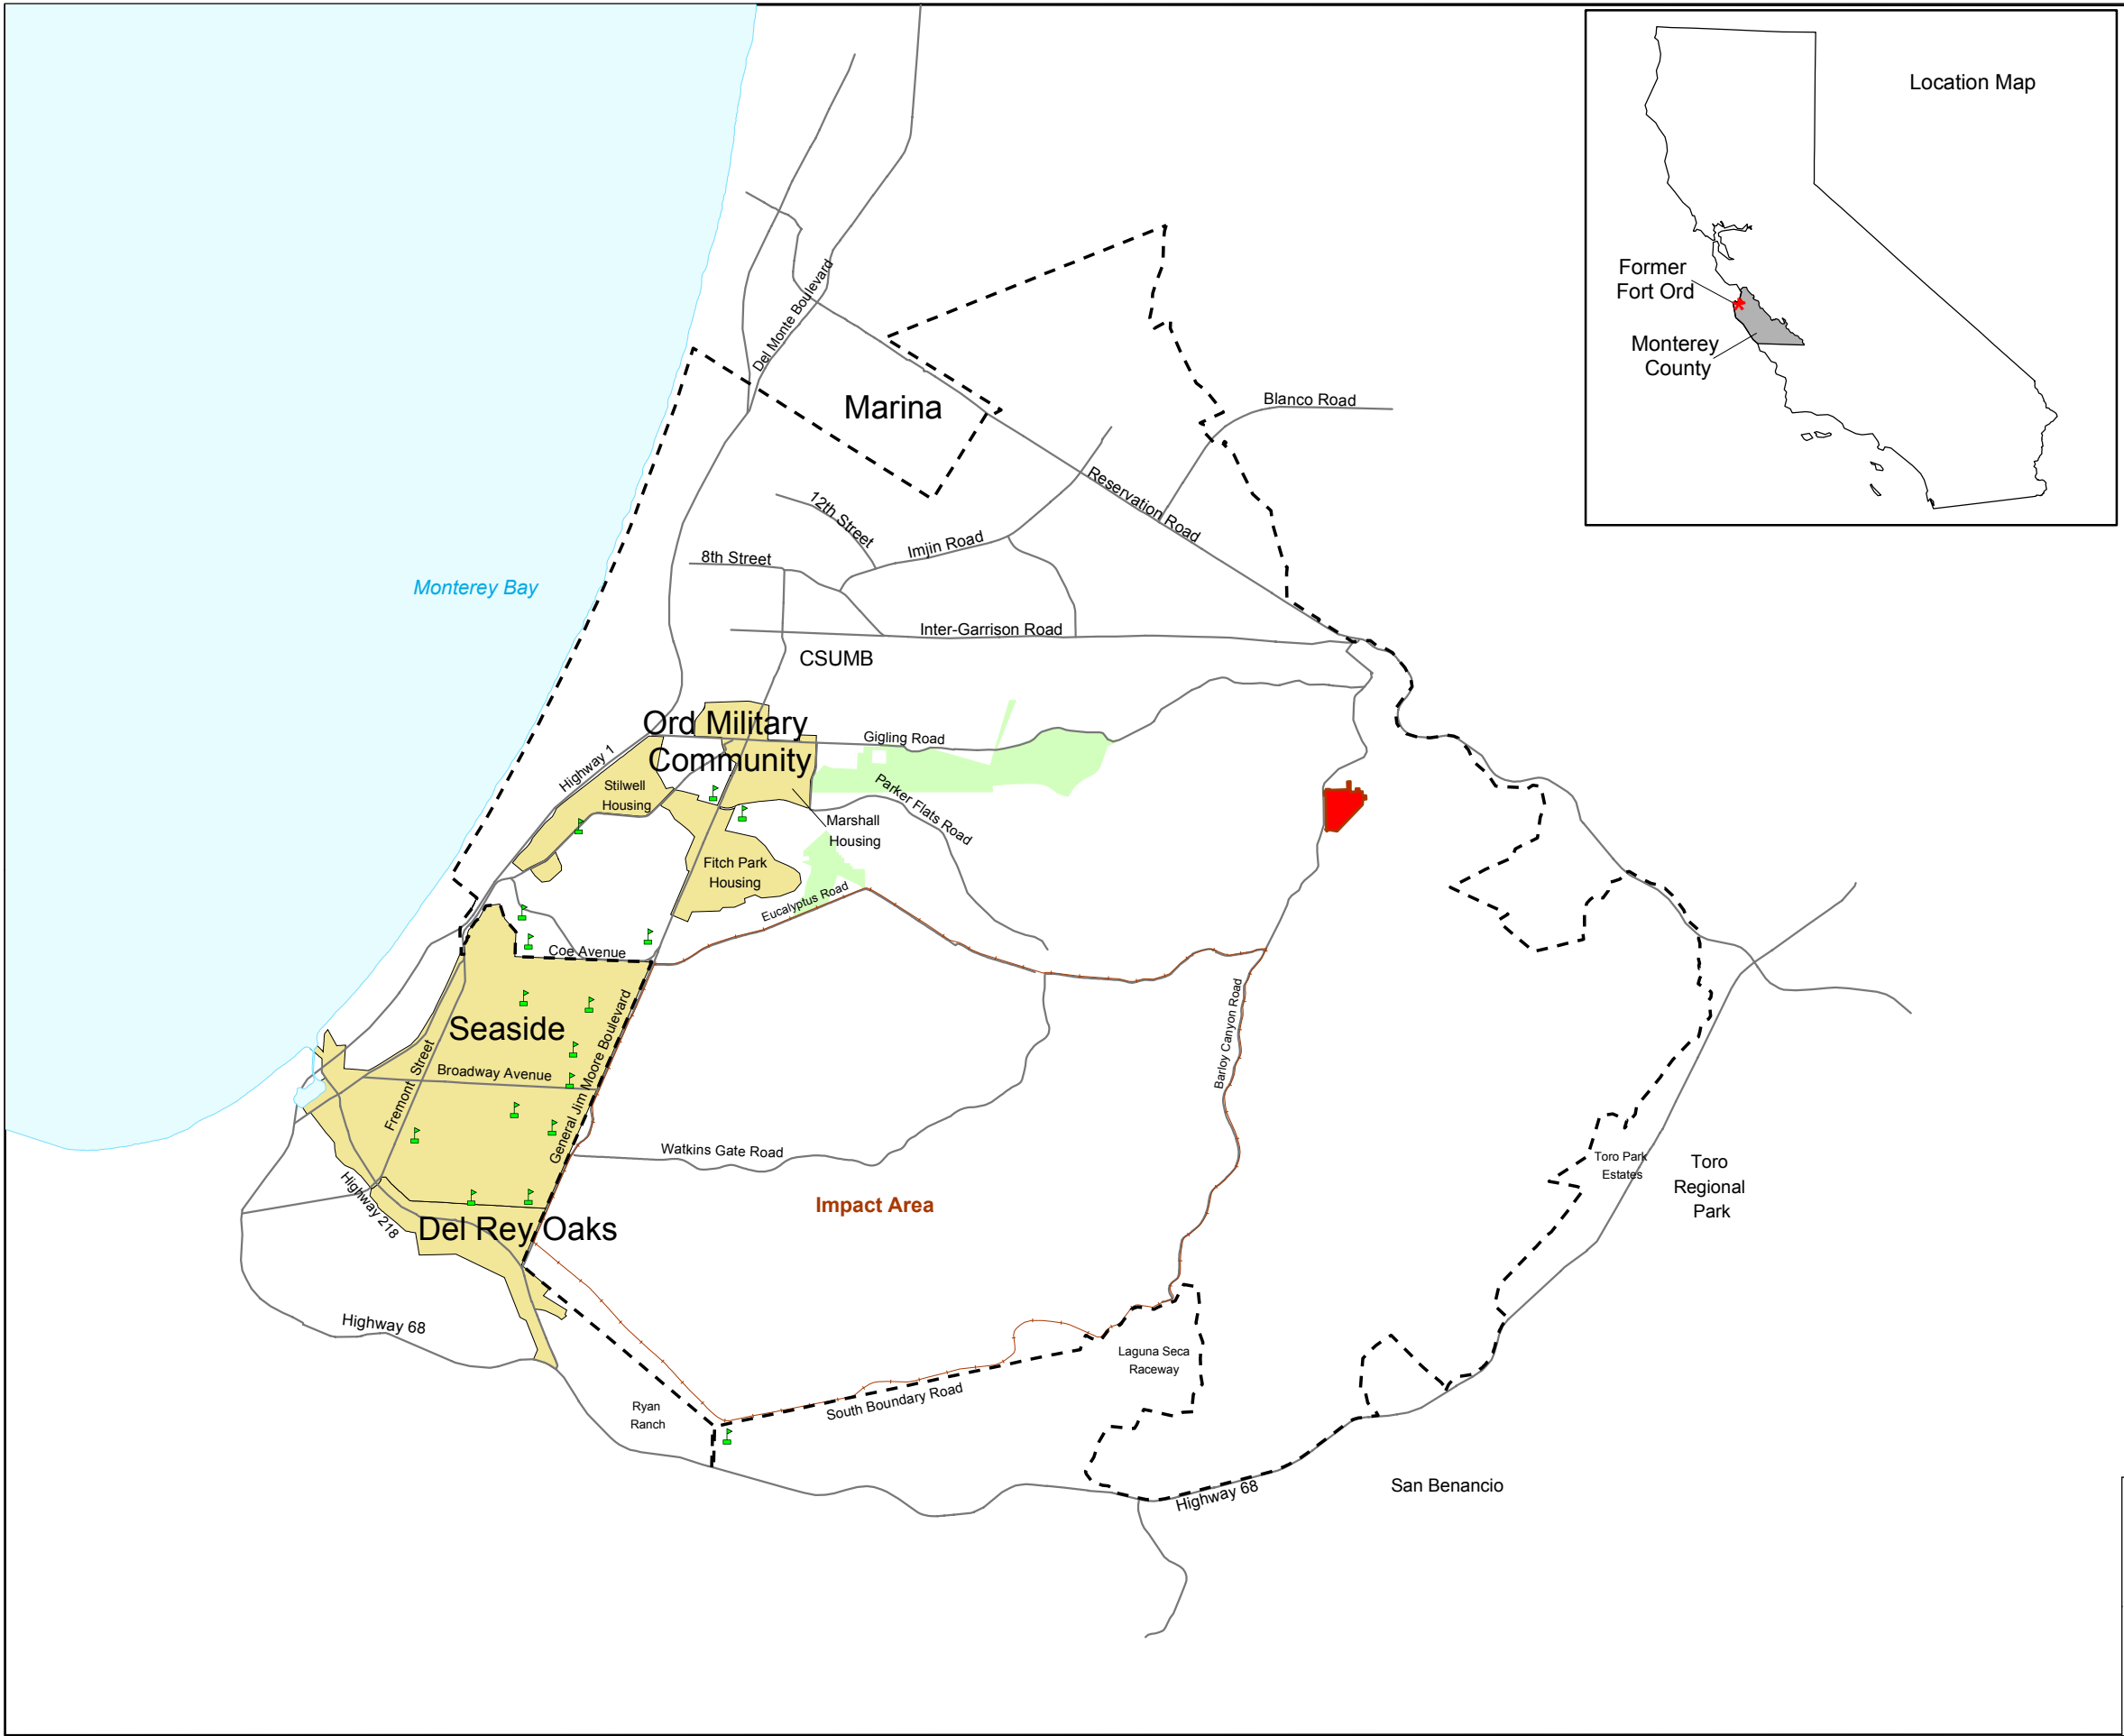 Location Map
Former
Fort Ord
Monterey
County
Del Monte Boulevard
Marina
Blanco Road
Reservation Road
12th Street
Imjin Road
8th Street
Monterey Bay
Inter-Garrison Road
CSUMB
Ord Military
Community
Gigling Road
Highway 1
Stilwell
Housing
Parker Flats Road
Marshall
Housing
Fitch Park
Housing
Eucalyptus Road
Coe Avenue
Seaside
General Jim Moore Boulevard
Barloy Canyon Road
Fremont Street
Broadway Avenue
Watkins Gate Road
Toro Park
Estates
Toro
Regional
Park
Highway 218
Impact Area
Del Rey Oaks
Highway 68
Laguna Seca
Raceway
South Boundary Road
Ryan
Ranch
Highway 68
San Benancio